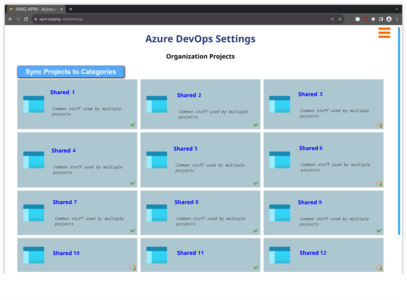 HMG APM - Accoun
Azure DevOps Settings
Organization Projects
Sync Projects to Categories
Shared 1
Common stuff used by multiple
projects
Shared 2
Common stuff used by multiple
projects
Shared 3
Common stuff used by multiple
projects
Shared 4
Common stuff used by multiple
projects
Shared 5
Common stuff used by multiple
projects
Shared 6
Common stuff used by multiple
projects
Shared 7
Common stuff used by multiple
projects
Shared 8
Common stuff used by multiple
projects
Shared 9
Common stuff used by multiple
projects
Shared 10
Shared 11
Shared 12